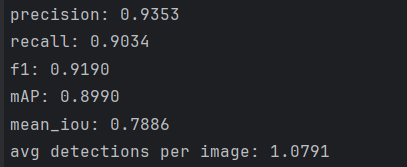 precision: 0.9353
recall: 0.9034
f1: 0.9190
mAP: 0.8990
mean_iou: 0.7886
avg detections per image: 1.0791